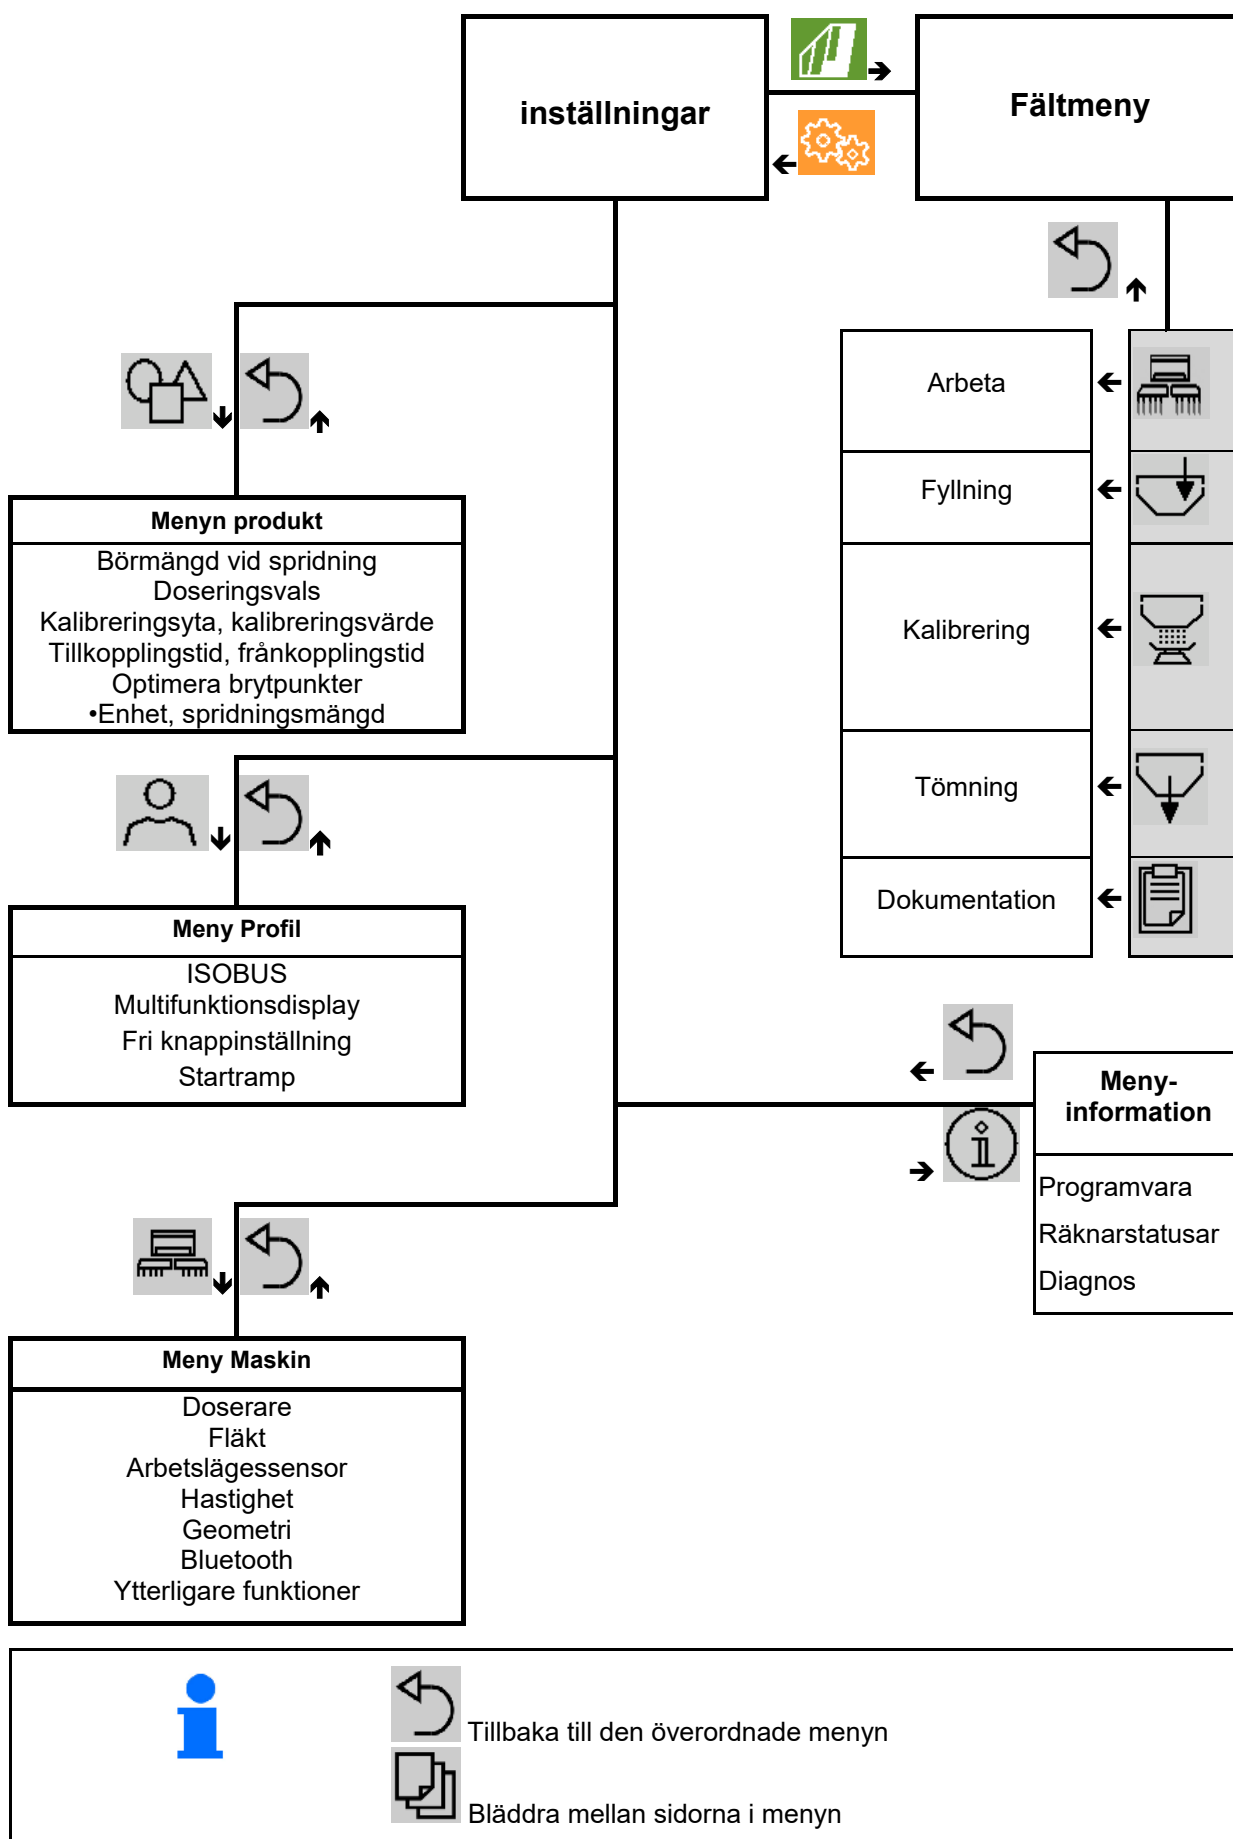 inställningar
Fältmeny
Arbeta
Fyllning
Kalibrering
Tömning
Dokumentation
Menyn produkt
Börmängd vid spridning
Doseringsvals
Kalibreringsyta, kalibreringsvärde
Tillkopplingstid, frånkopplingstid
Optimera brytpunkter
•Enhet, spridningsmängd
Meny Profil
ISOBUS
Multifunktionsdisplay
Fri knappinställning
Startramp
Meny-
information
Programvara
Räknarstatusar
Diagnos
Meny Maskin
Doserare
Fläkt
Arbetslägessensor
Hastighet
Geometri
Bluetooth
Ytterligare funktioner
Tillbaka till den överordnade menyn
Bläddra mellan sidorna i menyn